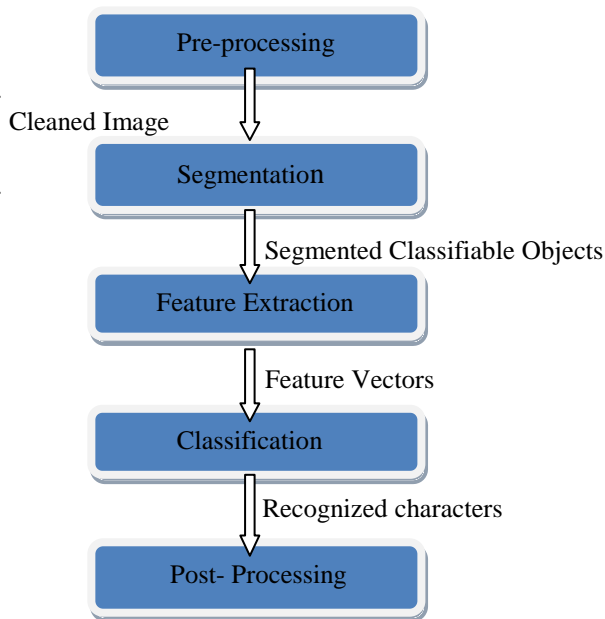 Pre-processing
Cleaned Image
Segmentation
Segmented Classifiable Objects
Feature Extraction
Feature Vectors
Classification
Recognized characters
Post- Processing